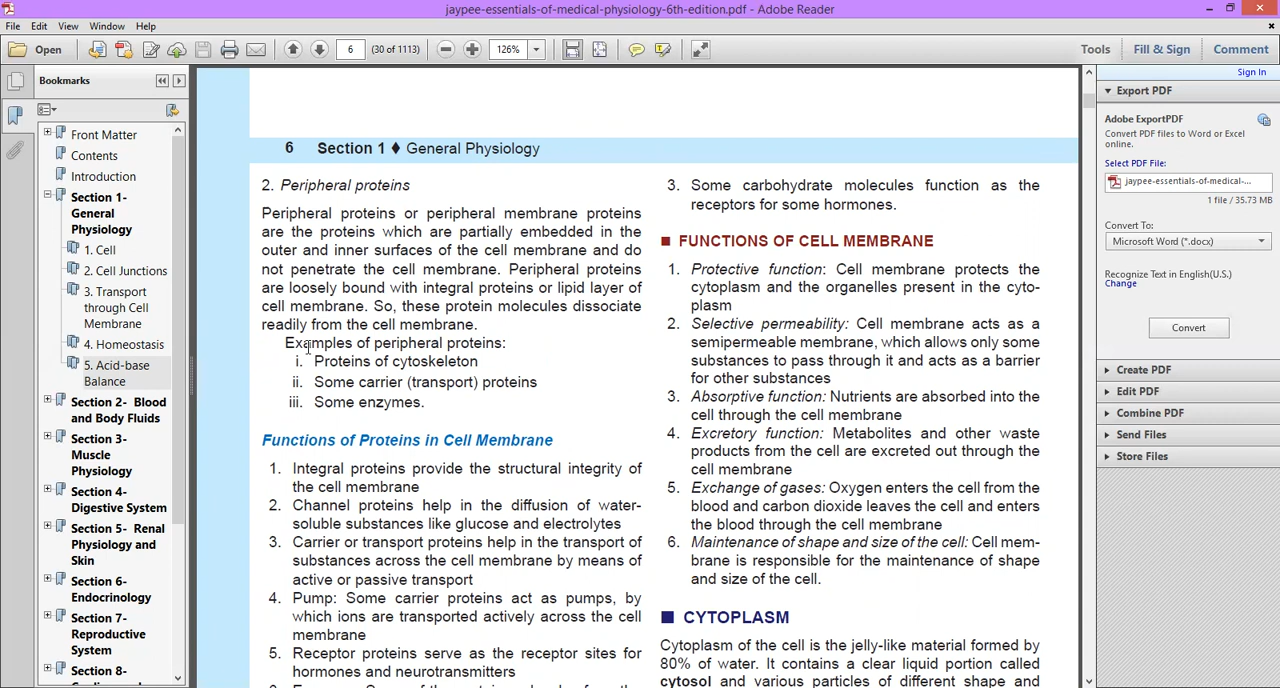 jaypee-essentials-of-medical-physiology-6th-edition.pdf - Adobe Reader
File Edit View Window Help
Open 6 (30 of 1113) 126% Tools Fill & Sign Comment
Bookmarks
Front Matter
Contents
Introduction
Section 1-
General
Physiology
1. Cell
2. Cell Junctions
3. Transport
through Cell
Membrane
4. Homeostasis
5. Acid-base
Balance
Section 2- Blood
and Body Fluids
Section 3-
Muscle
Physiology
Section 4-
Digestive System
Section 5- Renal
Physiology and
Skin
Section 6-
Endocrinology
Section 7-
Reproductive
System
Section 8-
6 Section 1 ♦ General Physiology
2. Peripheral proteins
Peripheral proteins or peripheral membrane proteins
are the proteins which are partially embedded in the
outer and inner surfaces of the cell membrane and do
not penetrate the cell membrane. Peripheral proteins
are loosely bound with integral proteins or lipid layer of
cell membrane. So, these protein molecules dissociate
readily from the cell membrane.
Examples of peripheral proteins:
i. Proteins of cytoskeleton
ii. Some carrier (transport) proteins
iii. Some enzymes.
Functions of Proteins in Cell Membrane
1. Integral proteins provide the structural integrity of
the cell membrane
2. Channel proteins help in the diffusion of water-
soluble substances like glucose and electrolytes
3. Carrier or transport proteins help in the transport of
substances across the cell membrane by means of
active or passive transport
4. Pump: Some carrier proteins act as pumps, by
which ions are transported actively across the cell
membrane
5. Receptor proteins serve as the receptor sites for
hormones and neurotransmitters
3. Some carbohydrate molecules function as the
receptors for some hormones.
■ FUNCTIONS OF CELL MEMBRANE
1. Protective function: Cell membrane protects the
cytoplasm and the organelles present in the cyto-
plasm
2. Selective permeability: Cell membrane acts as a
semipermeable membrane, which allows only some
substances to pass through it and acts as a barrier
for other substances
3. Absorptive function: Nutrients are absorbed into the
cell through the cell membrane
4. Excretory function: Metabolites and other waste
products from the cell are excreted out through the
cell membrane
5. Exchange of gases: Oxygen enters the cell from the
blood and carbon dioxide leaves the cell and enters
the blood through the cell membrane
6. Maintenance of shape and size of the cell: Cell mem-
brane is responsible for the maintenance of shape
and size of the cell.
■ CYTOPLASM
Cytoplasm of the cell is the jelly-like material formed by
80% of water. It contains a clear liquid portion called
cytosol and various particles of different shape and
Sign In
Export PDF
Adobe ExportPDF
Convert PDF files to Word or Excel
online.
Select PDF File:
jaypee-essentials-of-medical-...
1 file / 35.73 MB
Convert To:
Microsoft Word (*.docx)
Recognize Text in English(U.S.)
Change
Convert
Create PDF
Edit PDF
Combine PDF
Send Files
Store Files